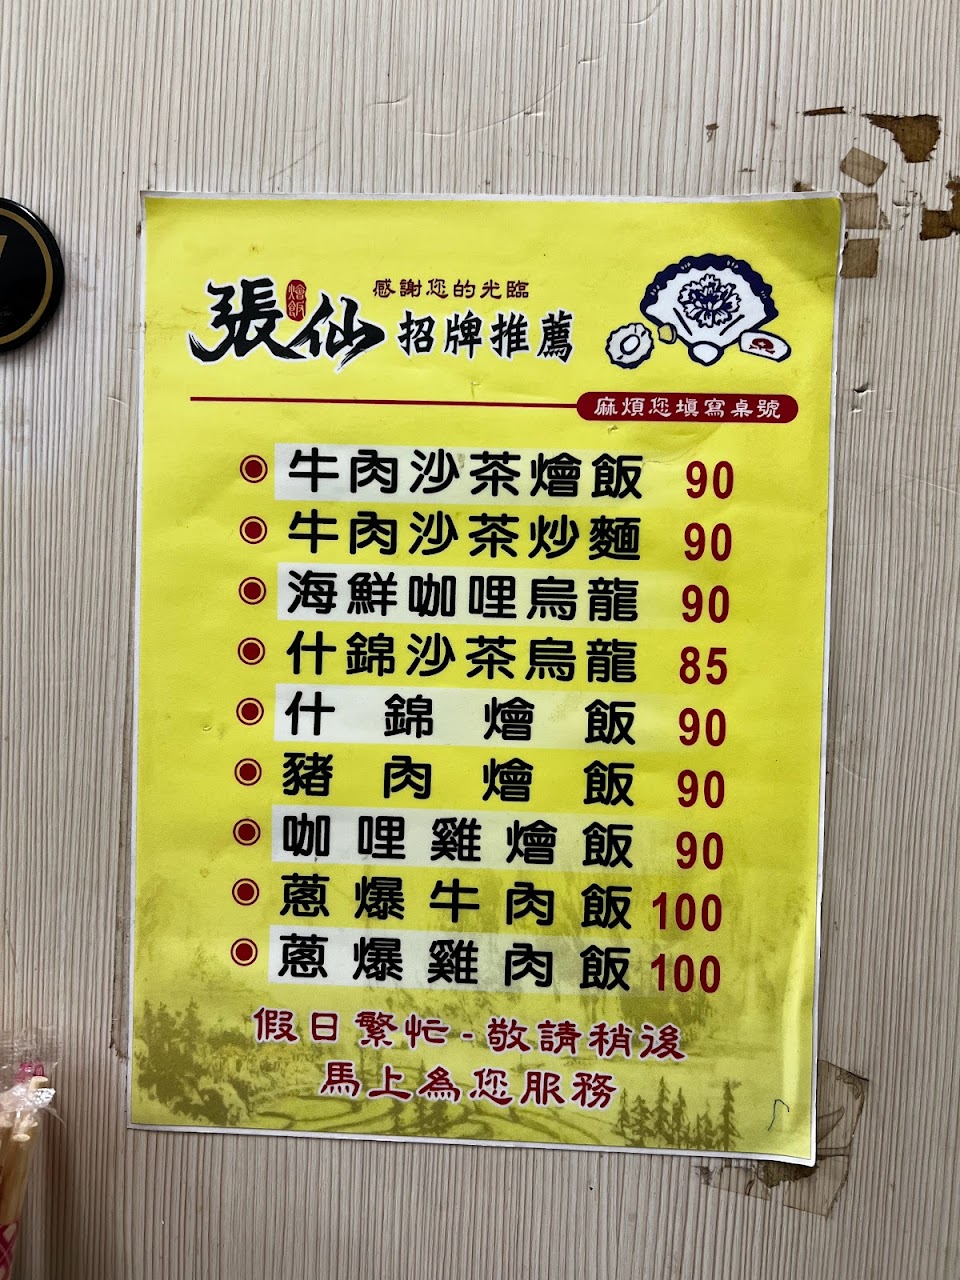 感謝您的光臨
張仙 燴飯 招牌推薦
麻煩您填寫桌號
牛肉沙茶燴飯 90
牛肉沙茶炒麵 90
海鮮咖哩烏龍 90
什錦沙茶烏龍 85
什錦燴飯 90
豬肉燴飯 90
咖哩雞燴飯 90
蔥爆牛肉飯 100
蔥爆雞肉飯 100
假日繁忙-敬請稍後
馬上為您服務